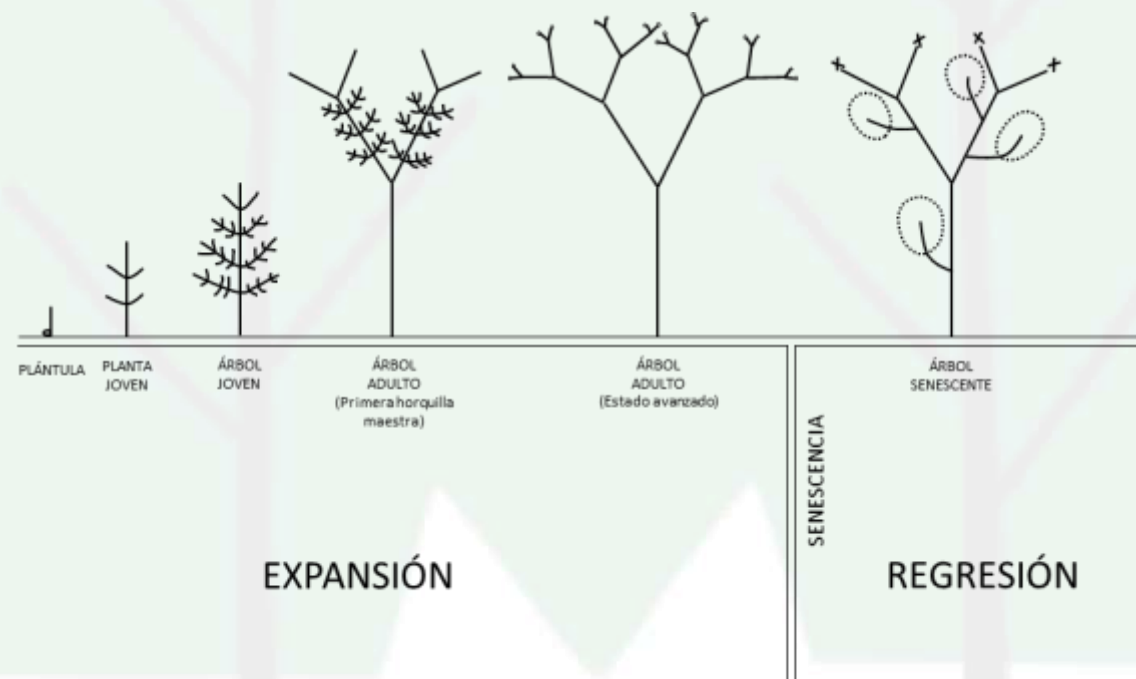 PLÁNTULA
PLANTA
JOVEN
ÁRBOL
JOVEN
ÁRBOL
ADULTO
(Primera horquilla
maestra)
ÁRBOL
ADULTO
(Estado avanzado)
ÁRBOL
SENESCENTE
SENESCENCIA
EXPANSIÓN
REGRESIÓN